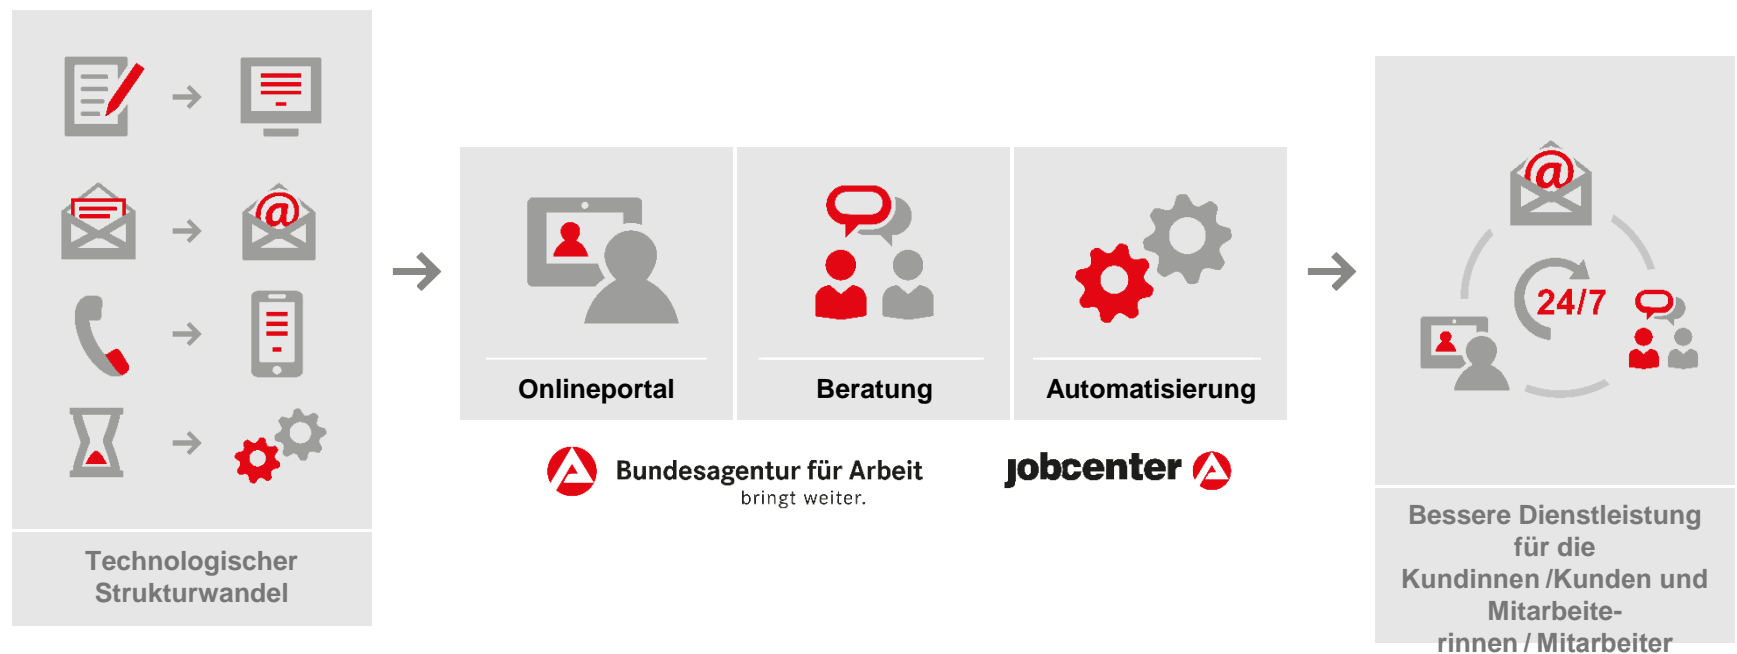 Technologischer
Strukturwandel
@
Onlineportal
Beratung
Automatisierung
Bundesagentur für Arbeit
bringt weiter.
jobcenter
@
24/7
Bessere Dienstleistung
für die
Kundinnen /Kunden und
Mitarbeite-
rinnen / Mitarbeiter